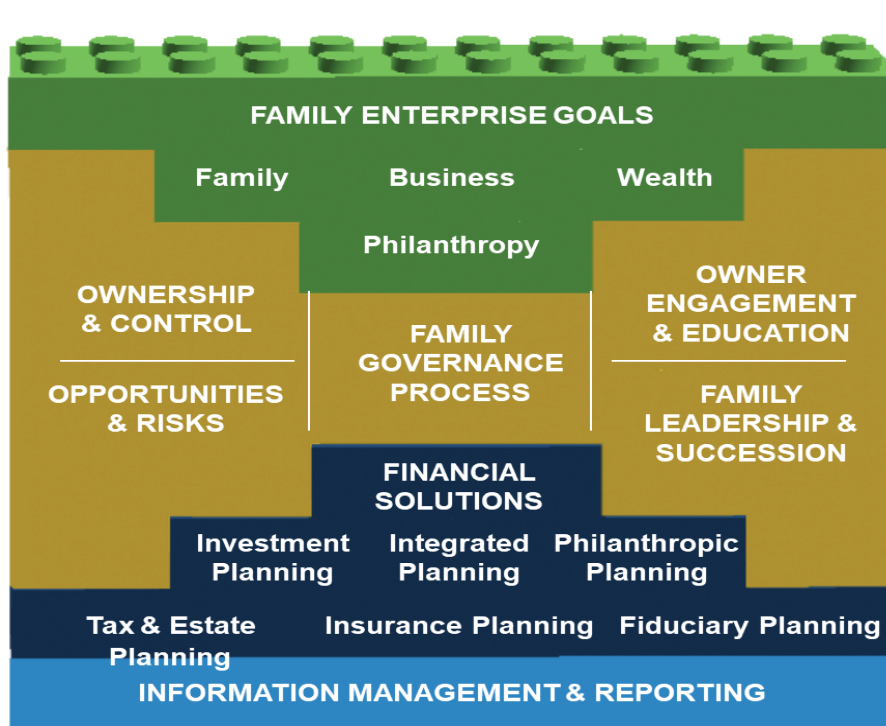 FAMILY ENTERPRISE GOALS
Family
Business
Wealth
Philanthropy
OWNERSHIP
& CONTROL
OPPORTUNITIES
& RISKS
FAMILY
GOVERNANCE
PROCESS
OWNER
ENGAGEMENT
& EDUCATION
FAMILY
LEADERSHIP &
SUCCESSION
FINANCIAL
SOLUTIONS
Investment
Planning
Integrated
Planning
Philanthropic
Planning
Tax & Estate
Planning
Insurance Planning
Fiduciary Planning
INFORMATION MANAGEMENT & REPORTING